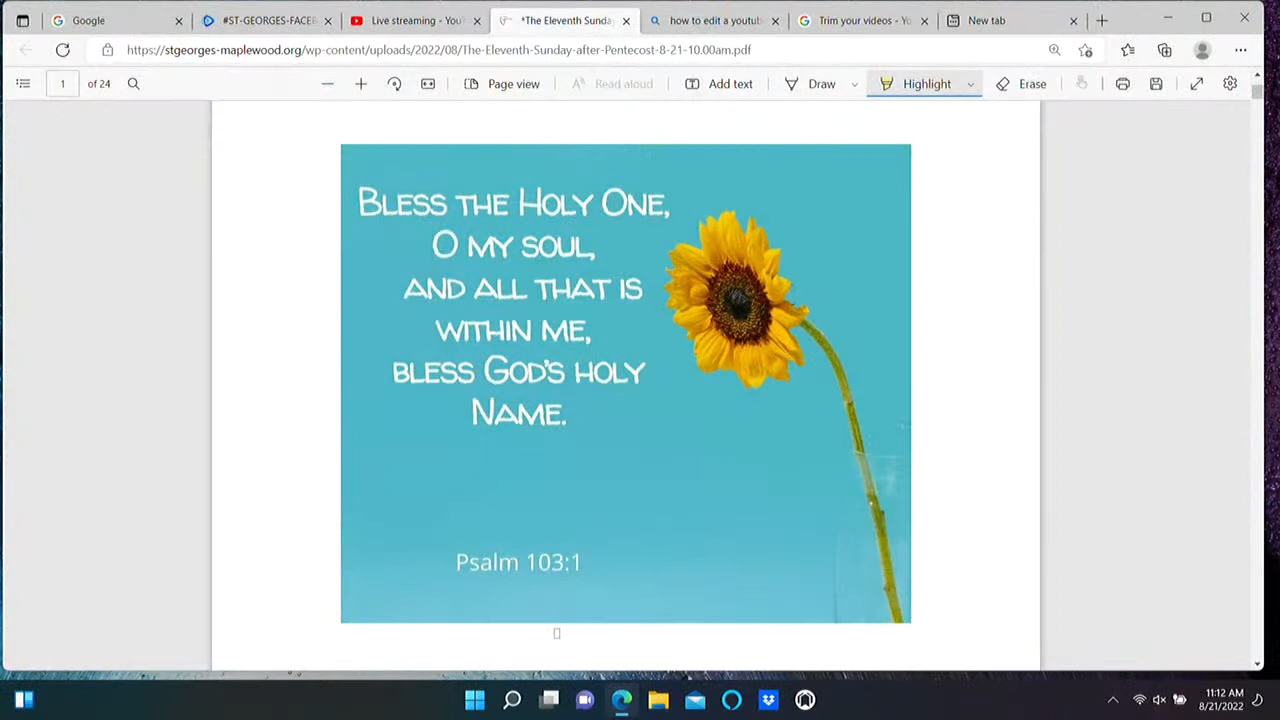 Google
#ST-GEORGES-FACEB
Live streaming - You
*The Eleventh Sunda
how to edit a youtub
Trim your videos - Yo
New tab
https://stgeorges-maplewood.org/wp-content/uploads/2022/08/The-Eleventh-Sunday-after-Pentecost-8-21-10.00am.pdf
1 of 24
Page view
Read aloud
Add text
Draw
Highlight
Erase
BLESS THE HOLY ONE,
O MY SOUL,
AND ALL THAT IS
WITHIN ME,
BLESS GOD'S HOLY
NAME.
Psalm 103:1
11:12 AM
8/21/2022